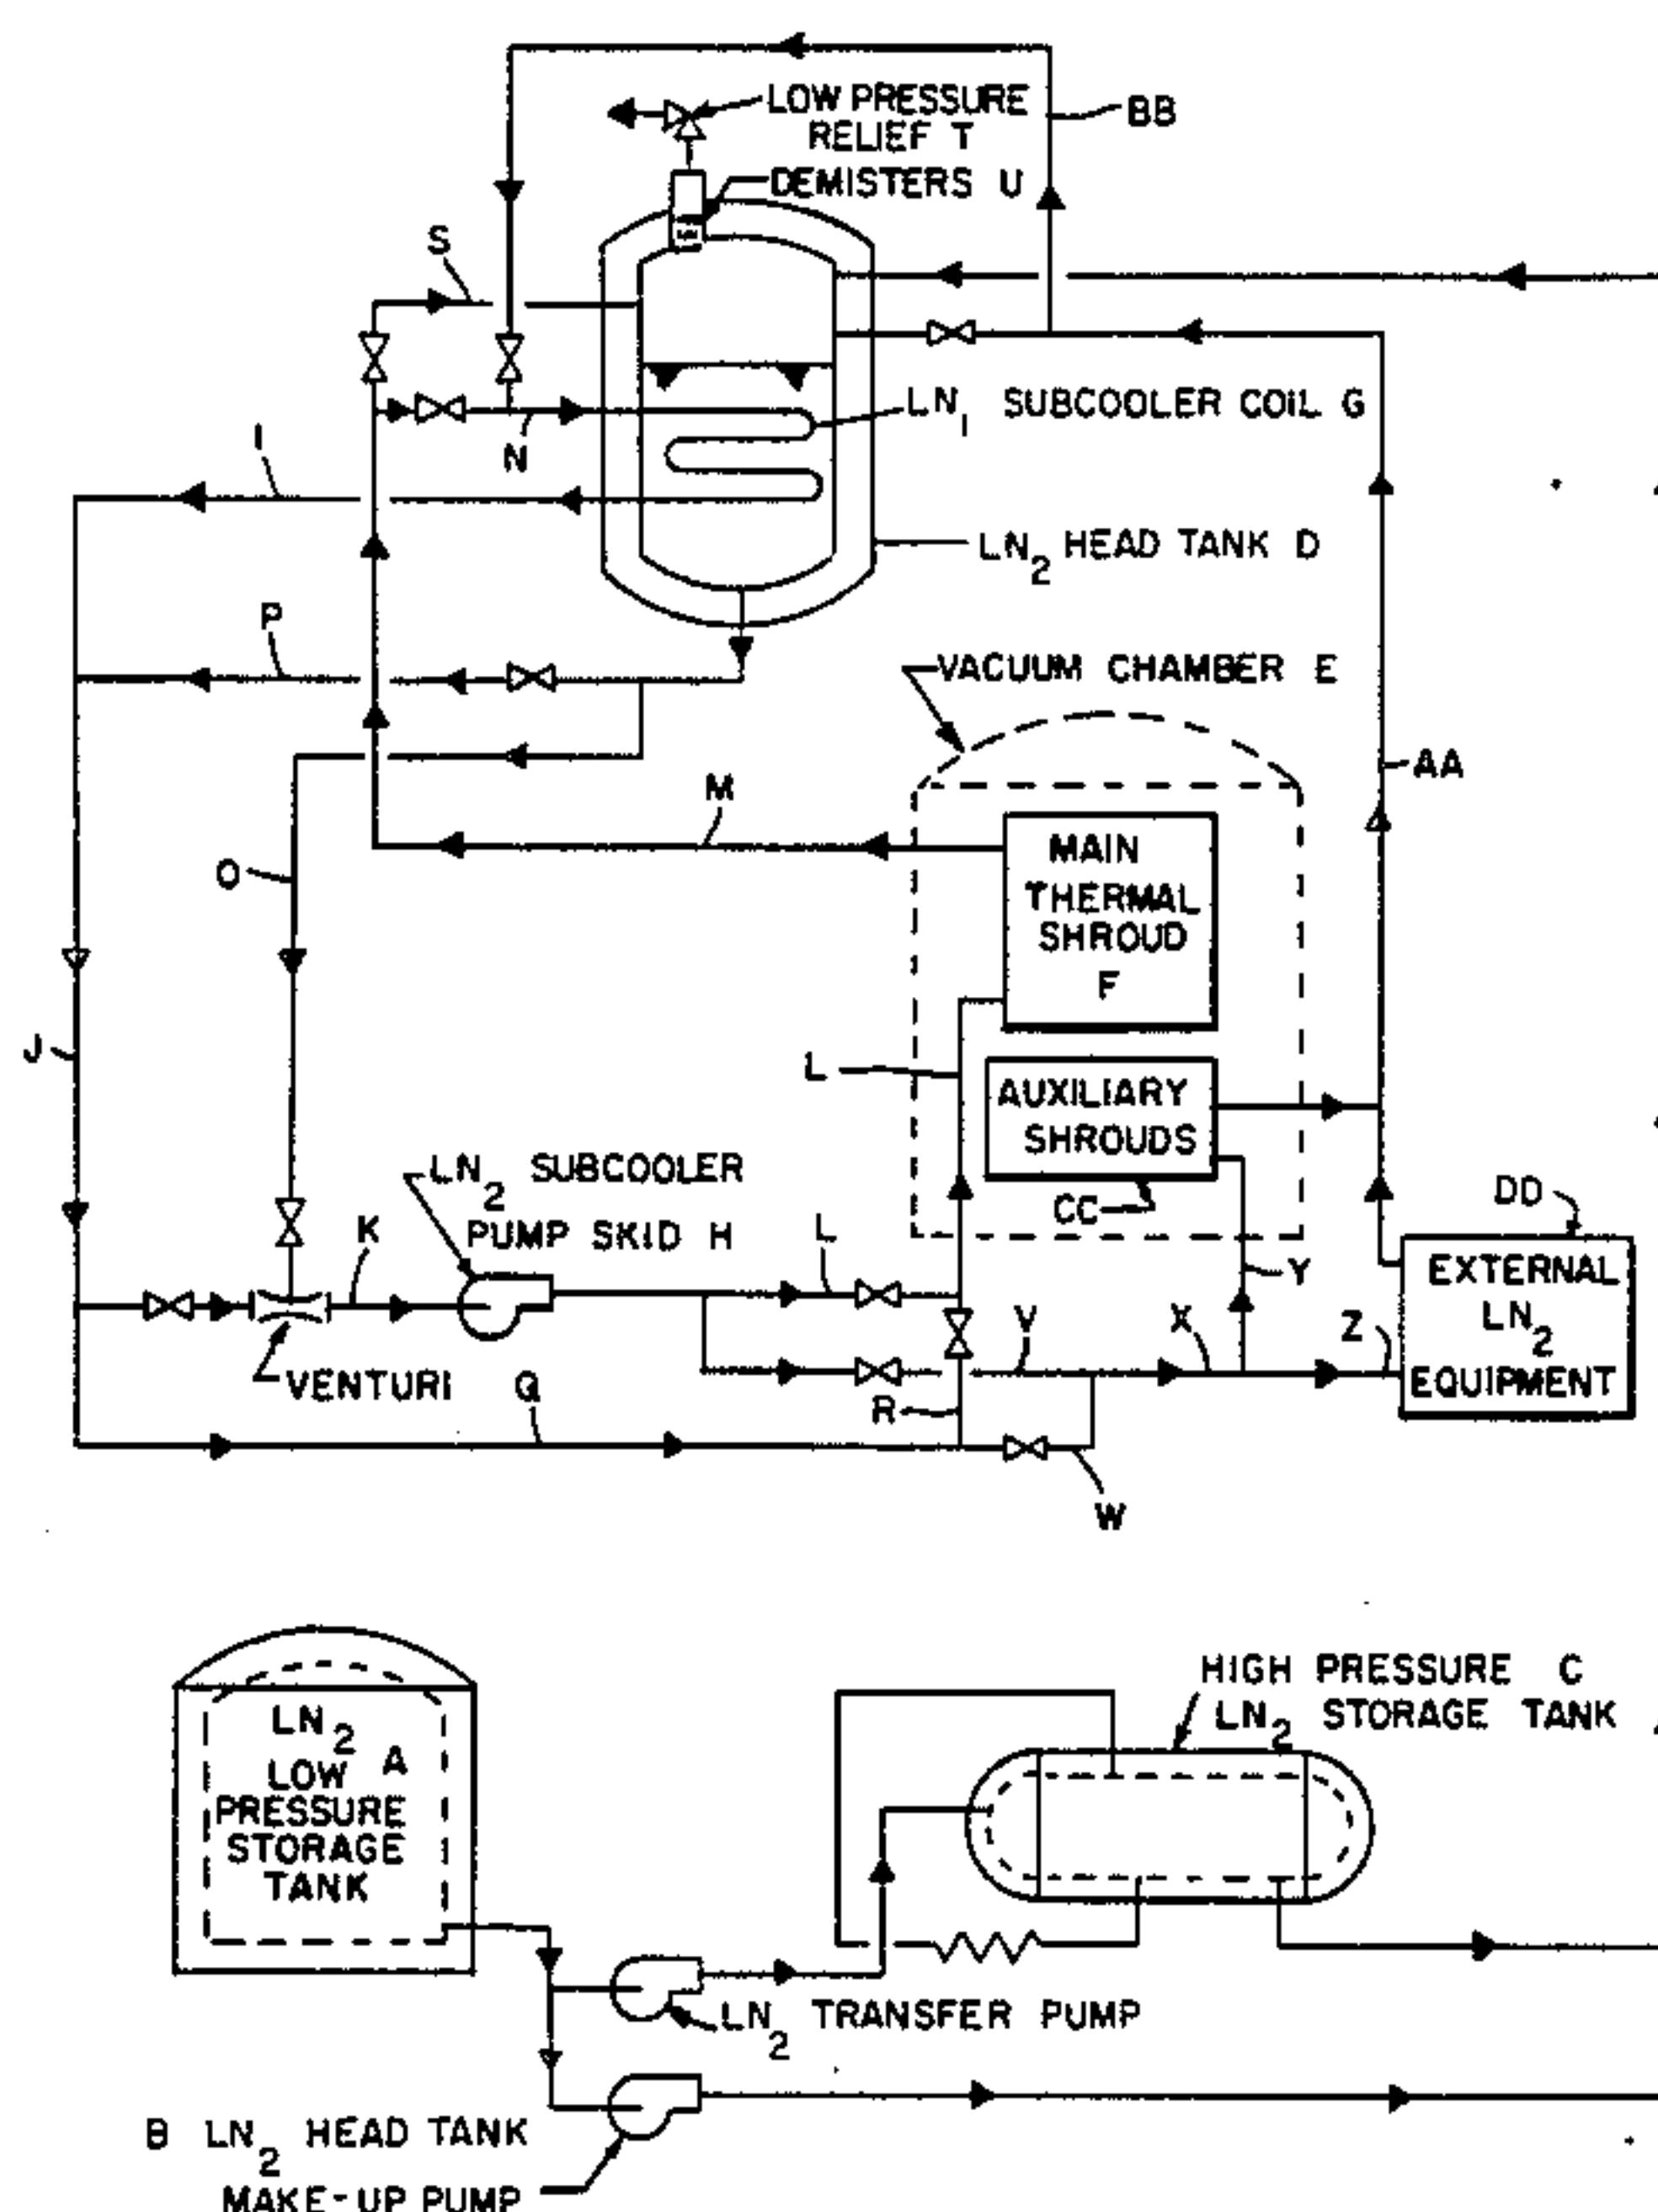 LOW PRESSURE
RELIEF T
BB
DEMISTERS U
S
LN1 SUBCOOLER COIL G
N
I
LN2 HEAD TANK D
P
VACUUM CHAMBER E
AA
M
MAIN
THERMAL
SHROUD
F
O
J
L
AUXILIARY
SHROUDS
LN2 SUBCOOLER
PUMP SKID H
CC
DD
K
L
Y
EXTERNAL
LN2
EQUIPMENT
V
X
Z
VENTURI
Q
R
W
HIGH PRESSURE C
LN2 STORAGE TANK
LN2
A
LOW
PRESSURE
STORAGE
TANK
LN2 TRANSFER PUMP
B LN2 HEAD TANK
MAKE-UP PUMP